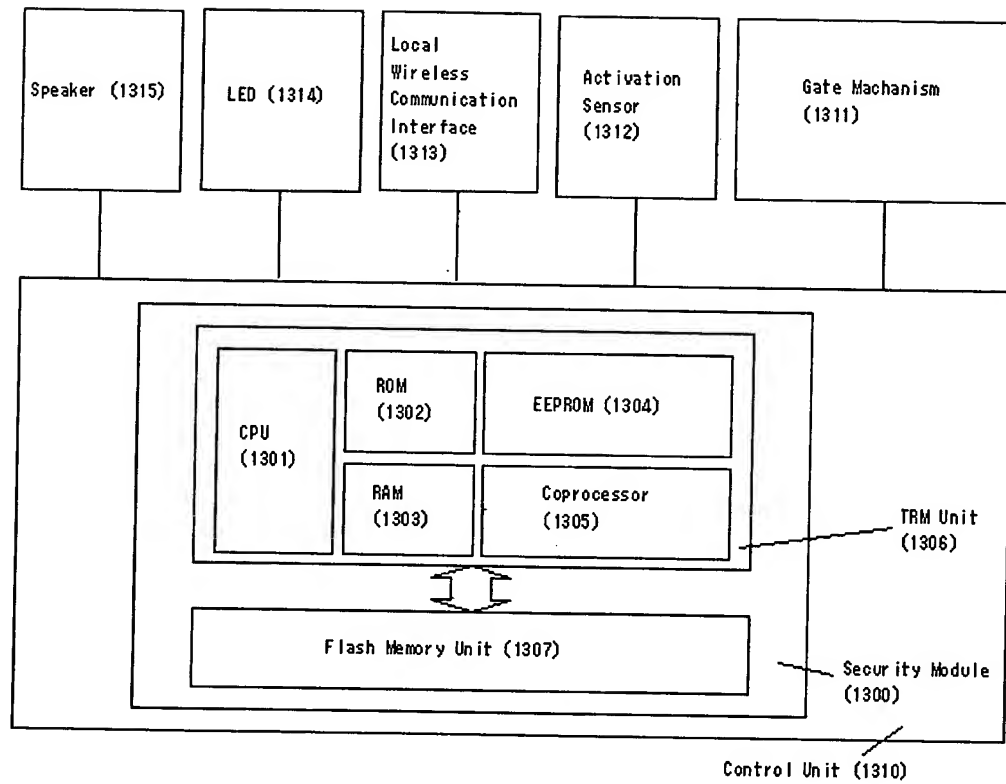 Speaker (1315)
LED (1314)
Local
Wireless
Communication
Interface
(1313)
Activation
Sensor
(1312)
Gate Machanism
(1311)
CPU
(1301)
ROM
(1302)
EEPROM (1304)
RAM
(1303)
Coprocessor
(1305)
TRM Unit
(1306)
Flash Memory Unit (1307)
Security Module
(1300)
Control Unit (1310)